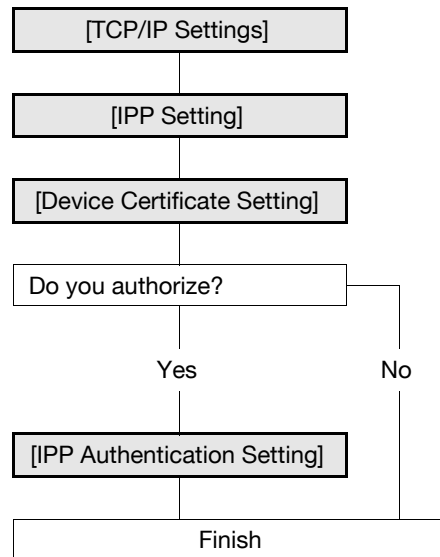 [TCP/IP Settings]
[IPP Setting]
[Device Certificate Setting]
Do you authorize?
Yes
No
[IPP Authentication Setting]
Finish